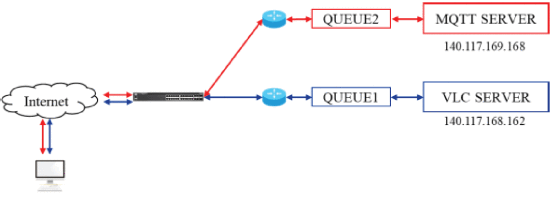 QUEUE2
MQTT SERVER
140.117.169.168
Internet
QUEUE1
VLC SERVER
140.117.168.162